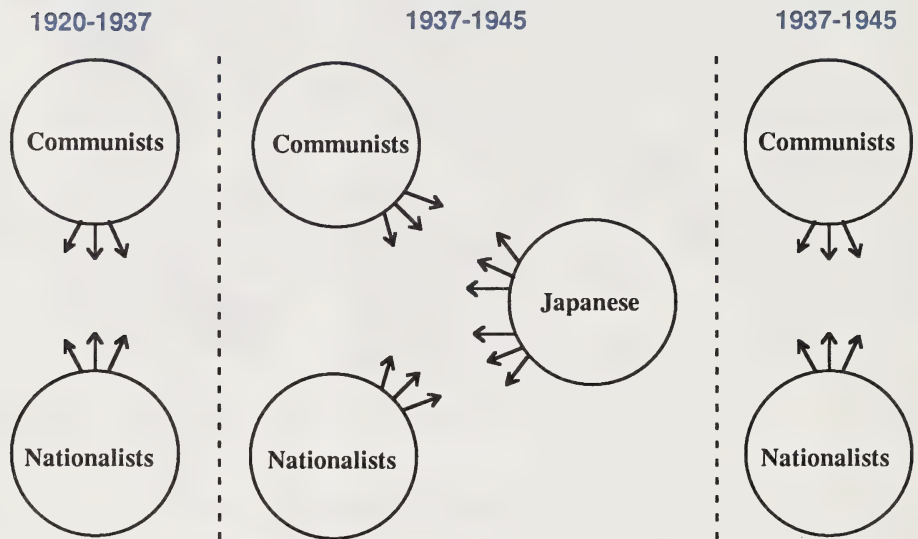 1920-1937
Communists
Nationalists
1937-1945
Communists
Japanese
Nationalists
1937-1945
Communists
Nationalists